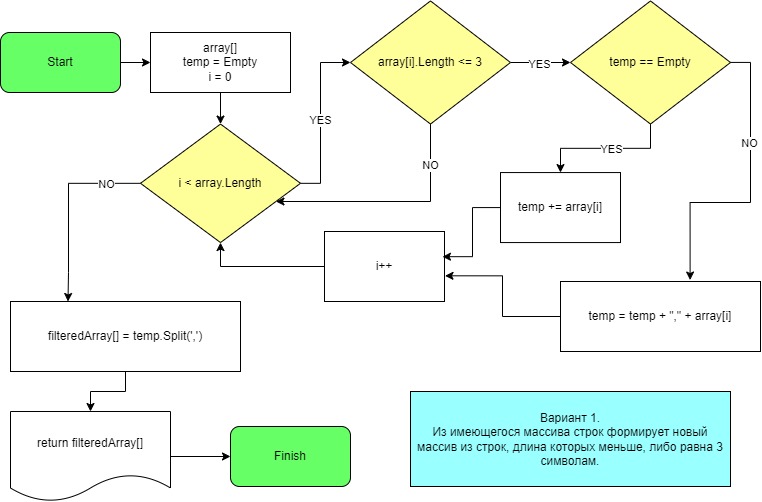 Start
array[]
temp = Empty
i = 0
array[i].Length <= 3
YES
temp == Empty
YES
NO
YES
NO
i < array.Length
NO
temp += array[i]
i++
temp = temp + "," + array[i]
filteredArray[] = temp.Split(',')
return filteredArray[]
Finish
Вариант 1.
Из имеющегося массива строк формирует новый
массив из строк, длина которых меньше, либо равна 3
символам.